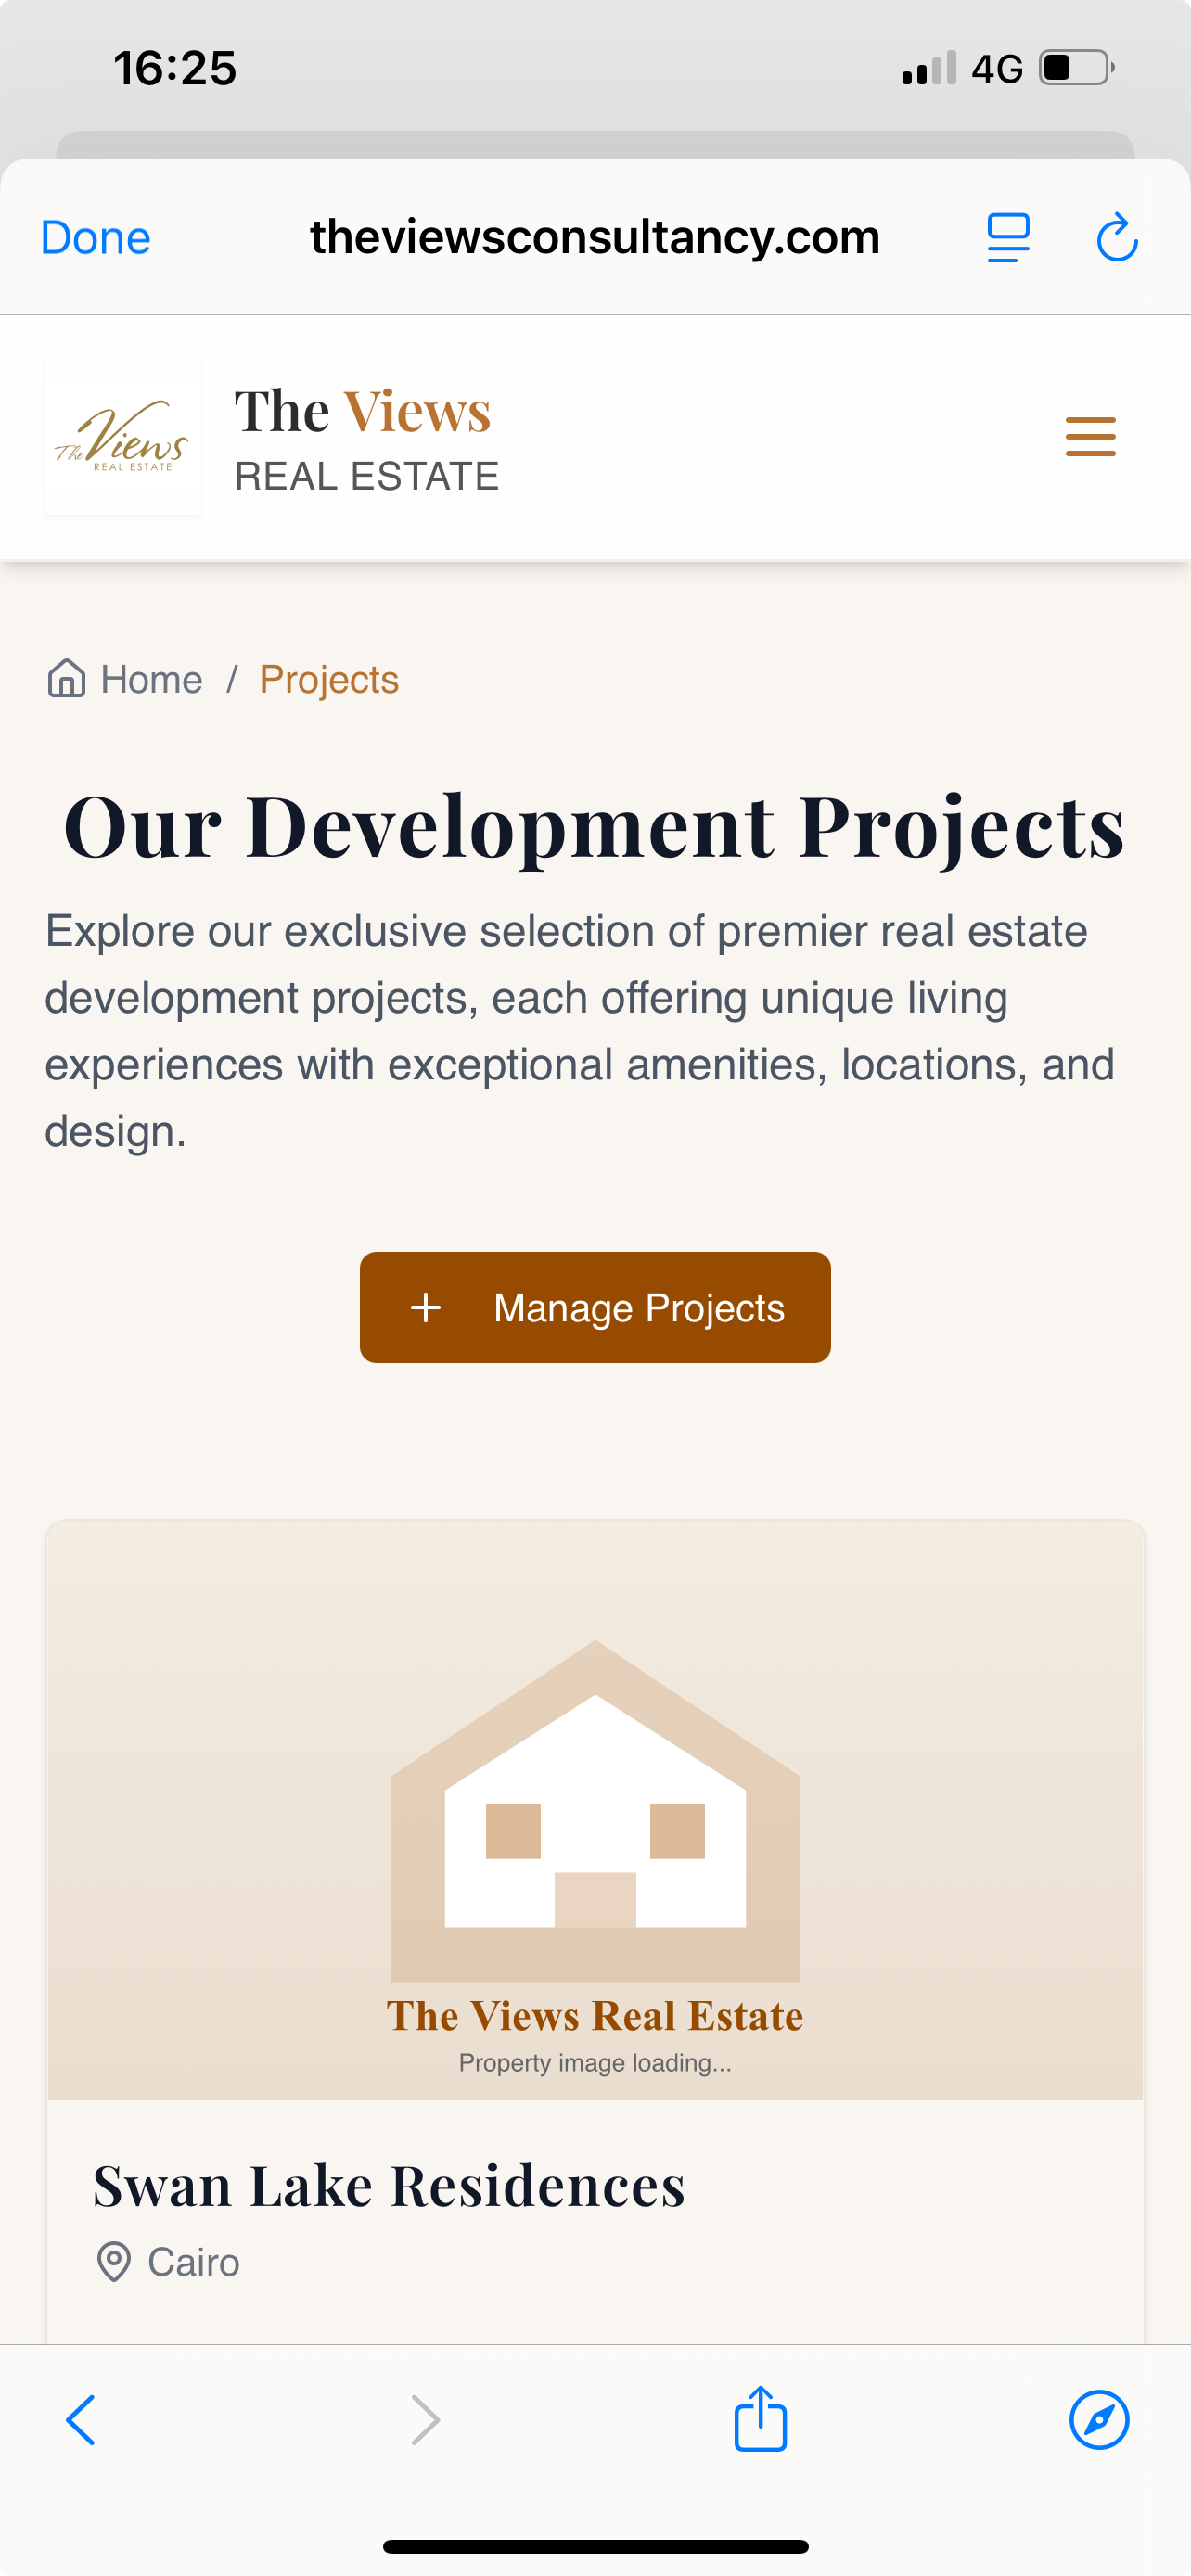 16:25
4G
Done
theviewsconsultancy.com
The Views
REAL ESTATE
The Views
REAL ESTATE
Home / Projects
Our Development Projects
Explore our exclusive selection of premier real estate
development projects, each offering unique living
experiences with exceptional amenities, locations, and
design.
+ Manage Projects
The Views Real Estate
Property image loading...
Swan Lake Residences
Cairo